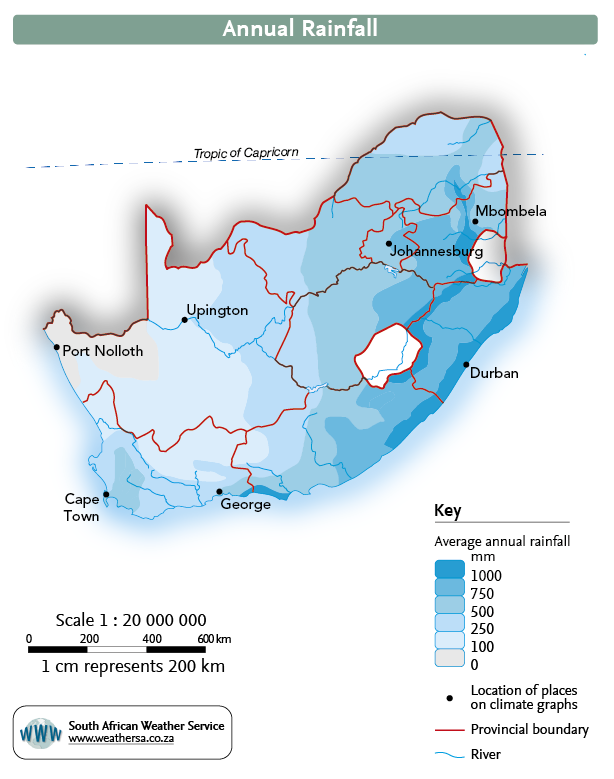 Annual Rainfall
Tropic of Capricorn
Mbombela
Johannesburg
Upington
Port Nolloth
Durban
Cape
Town
George
Key
Average annual rainfall
mm
1000
750
500
250
100
0
Scale 1 : 20 000 000
0 200 400 600 km
1 cm represents 200 km
Location of places
on climate graphs
Provincial boundary
River
WWW
South African Weather Service
www.weathersa.co.za